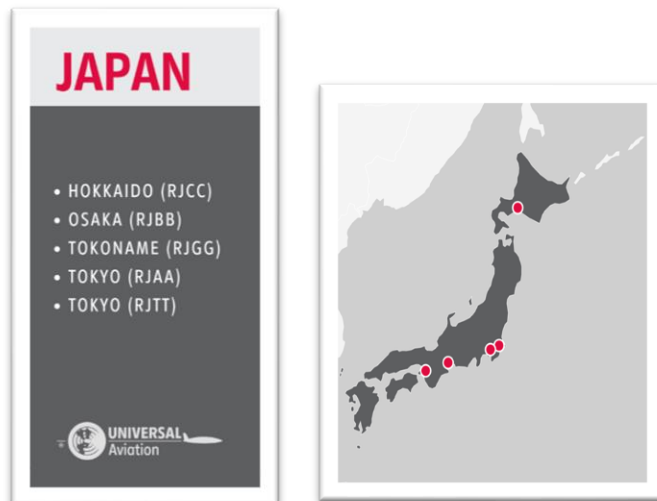 JAPAN
• HOKKAIDO (RJCC)
• OSAKA (RJBB)
• TOKONAME (RJGG)
• TOKYO (RJAA)
• TOKYO (RJTT)
UNIVERSAL
Aviation